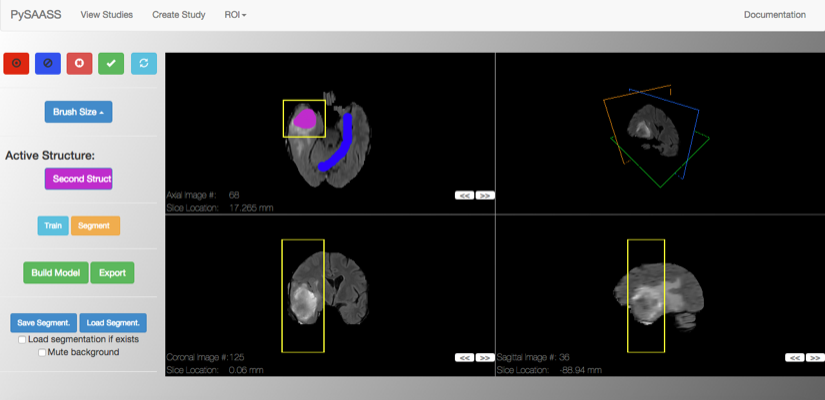 PySAASS View Studies Create Study ROI Documentation
Brush Size
Active Structure:
Second Struct
Train Segment
Build Model Export
Save Segment. Load Segment.
Load segmentation if exists
Mute background
Axial Image #: 68
Slice Location: 17.265 mm
<< >>
Coronal Image #: 125
Slice Location: 0.06 mm
<< >>
Sagittal Image #: 36
Slice Location: -88.94 mm
<< >>